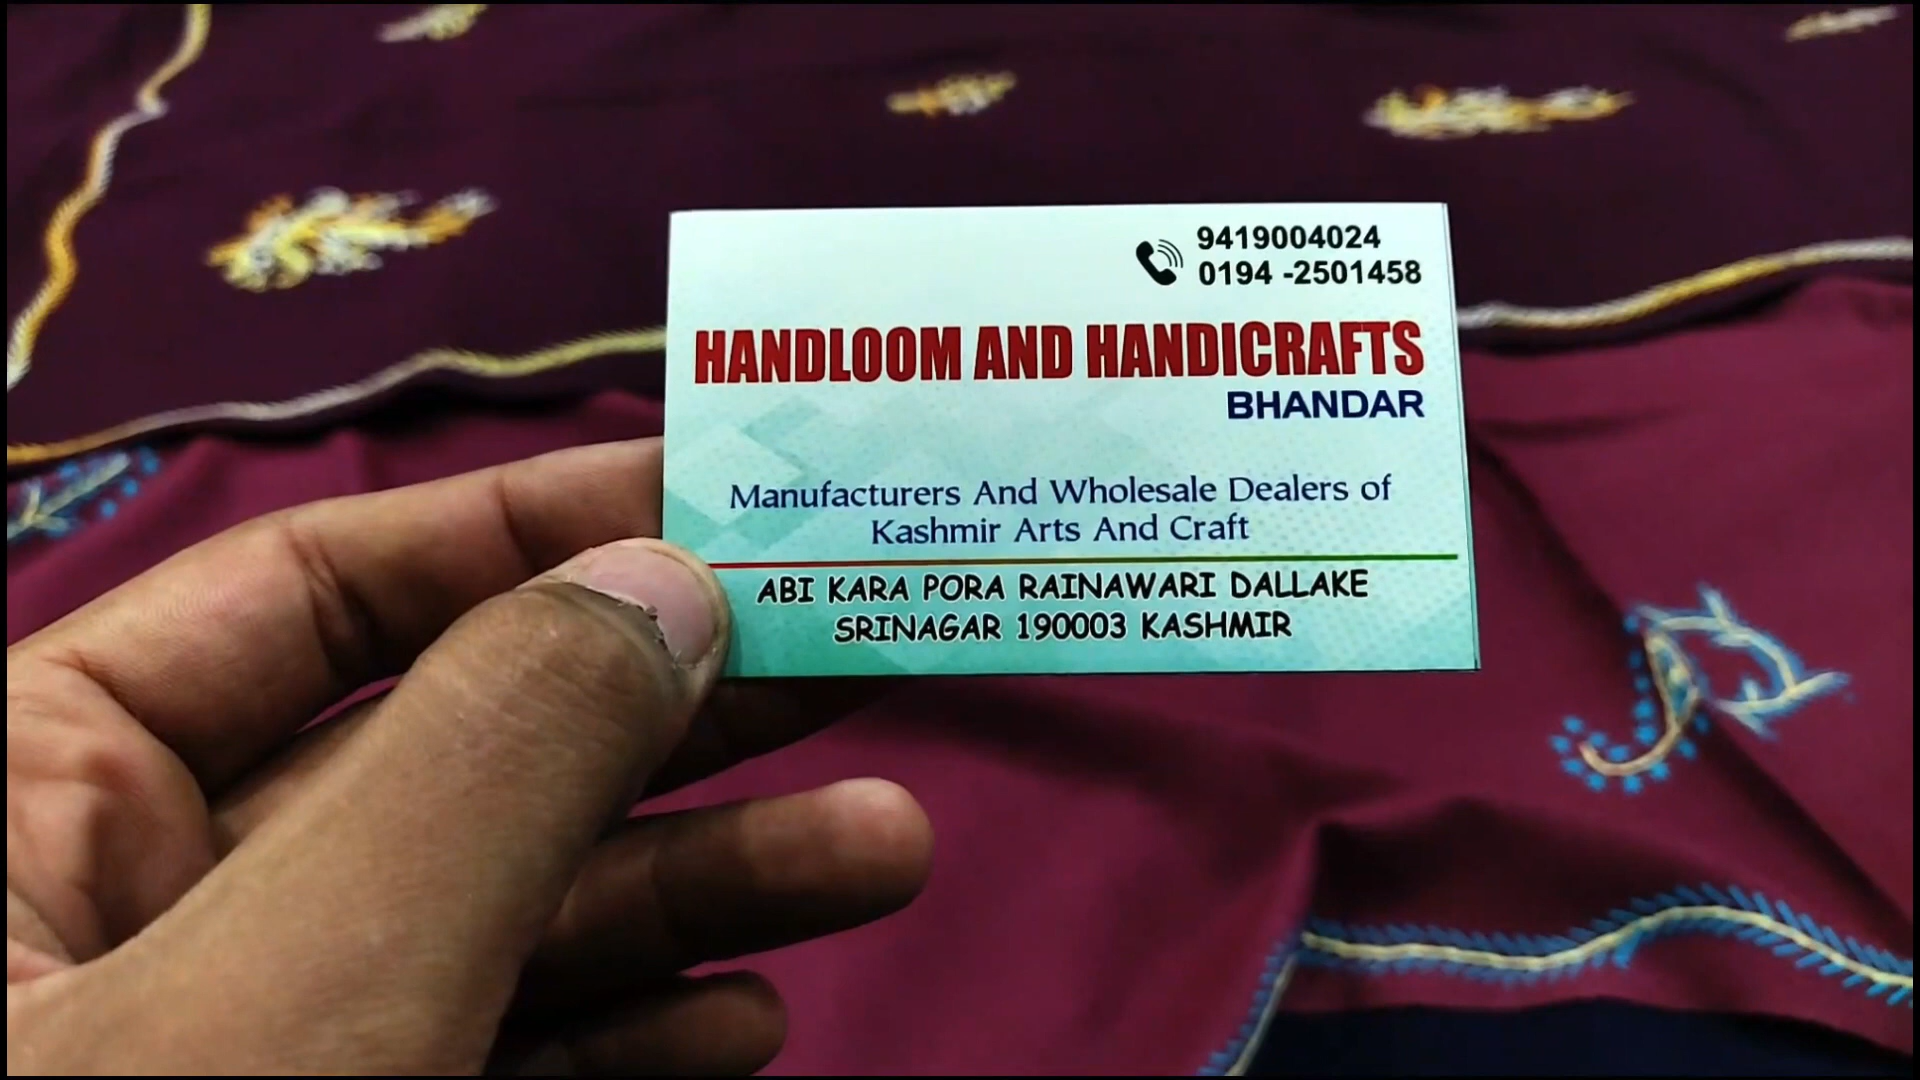 9419004024
0194 -2501458
HANDLOOM AND HANDICRAFTS
BHANDAR
Manufacturers And Wholesale Dealers of
Kashmir Arts And Craft
ABI KARA PORA RAINAWARI DALLAKE
SRINAGAR 190003 KASHMIR